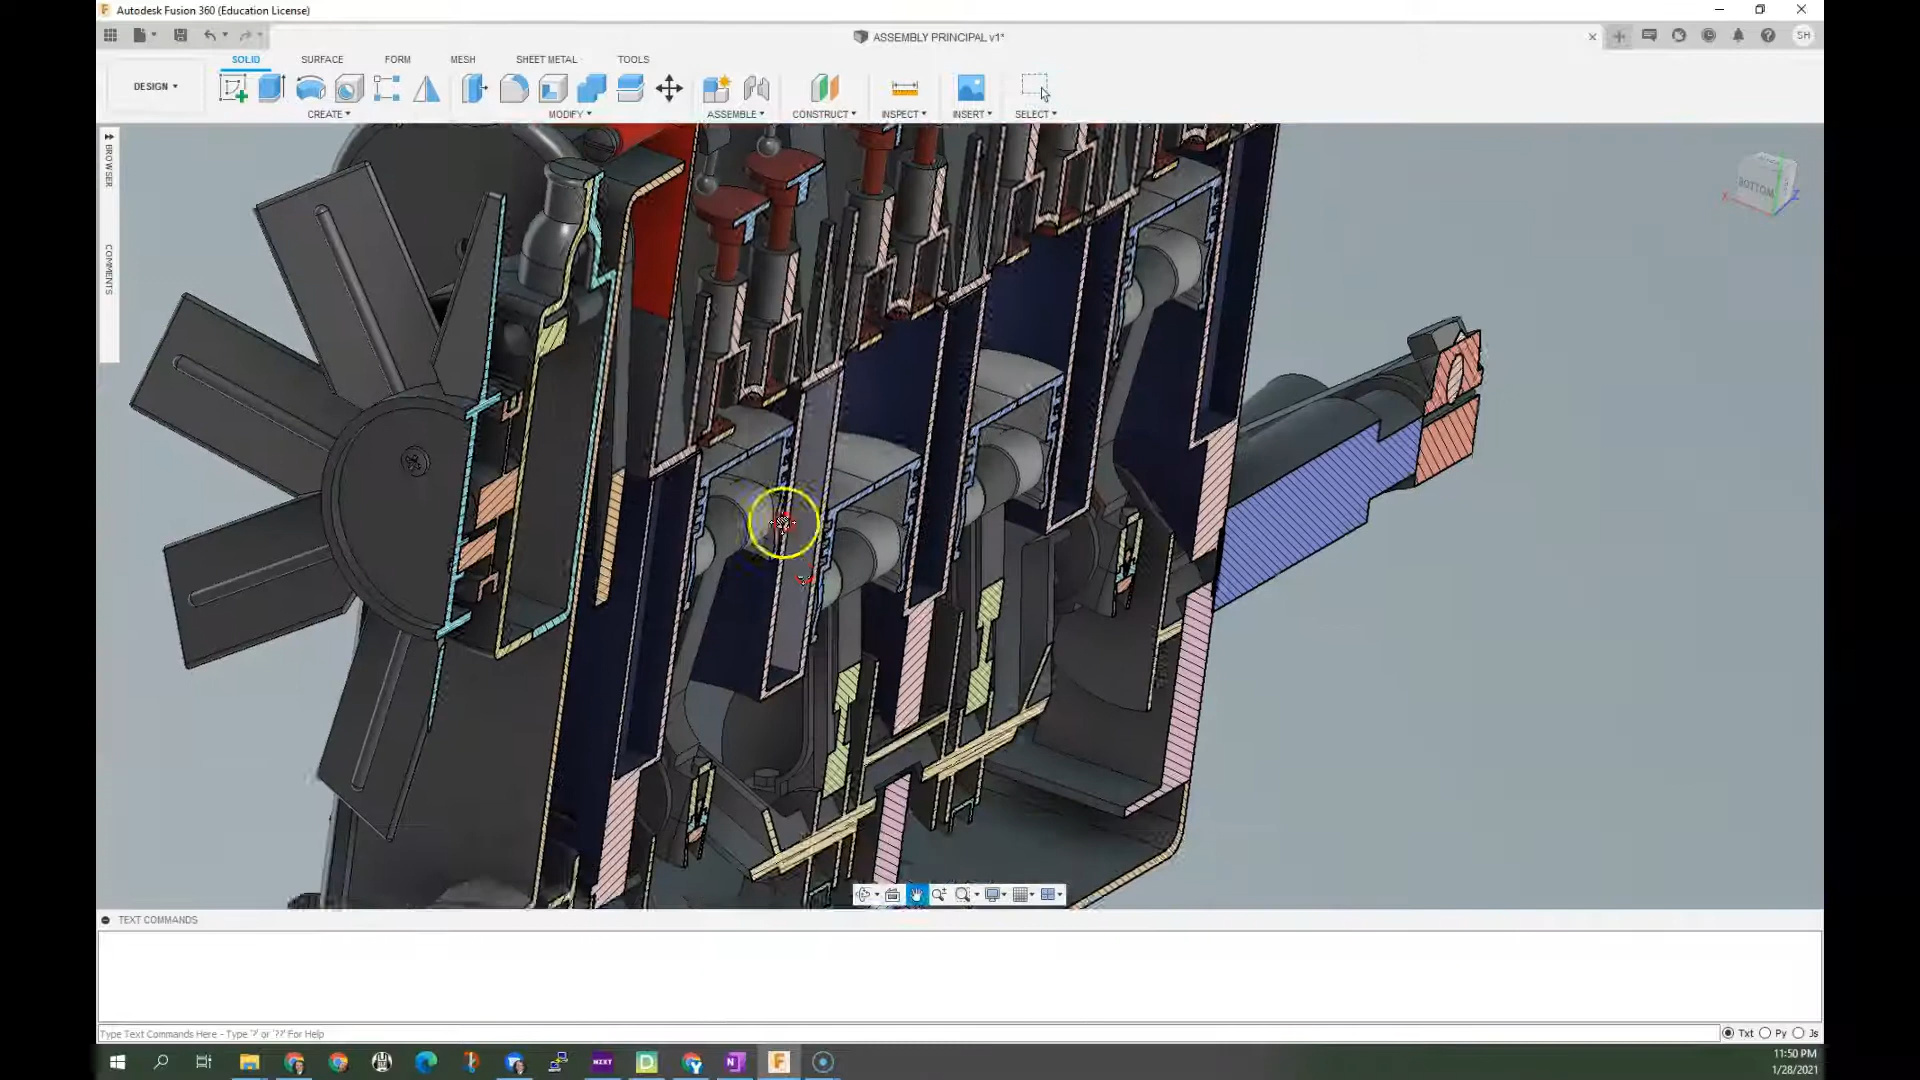 Autodesk Fusion 360 (Education License)
ASSEMBLY PRINCIPAL v1*
SH
SOLID
SURFACE
FORM
MESH
SHEET METAL
TOOLS
DESIGN
CREATE
MODIFY
ASSEMBLE
CONSTRUCT
INSPECT
INSERT
SELECT
BROWSER
COMMENTS
BOTTOM
X
Z
TEXT COMMANDS
Type Text Commands Here - Type '?' or '??' For Help
Txt
Py
Js
NZXT
11:50 PM
1/28/2021